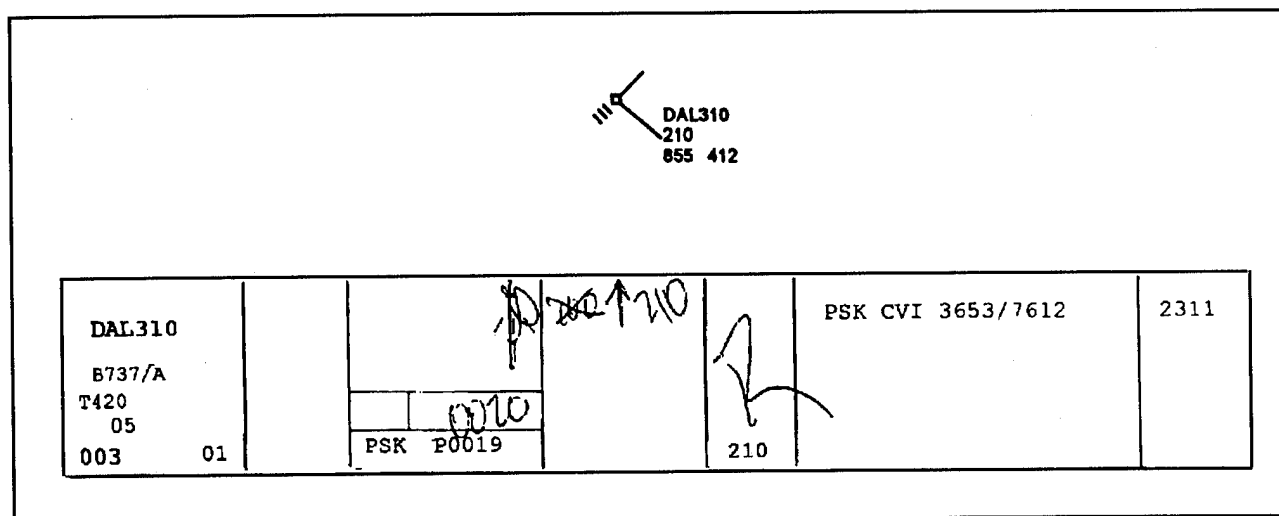 DAL310
210
855 412
↑ 210
DAL310
B737/A
T420
05
003 01
0020
PSK P0019
210
PSK CVI 3653/7612
2311